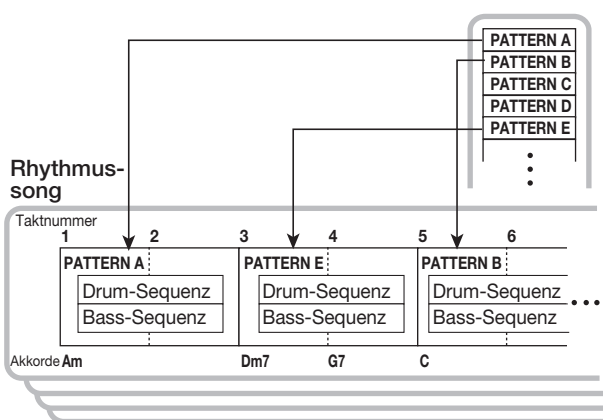 PATTERN A
PATTERN B
PATTERN C
PATTERN D
PATTERN E
Rhythmus-
song
Taktnummer
1 2 3 4 5 6
PATTERN A PATTERN E PATTERN B
Drum-Sequenz Drum-Sequenz Drum-Sequenz
Bass-Sequenz Bass-Sequenz Bass-Sequenz
Akkorde Am Dm7 G7 C